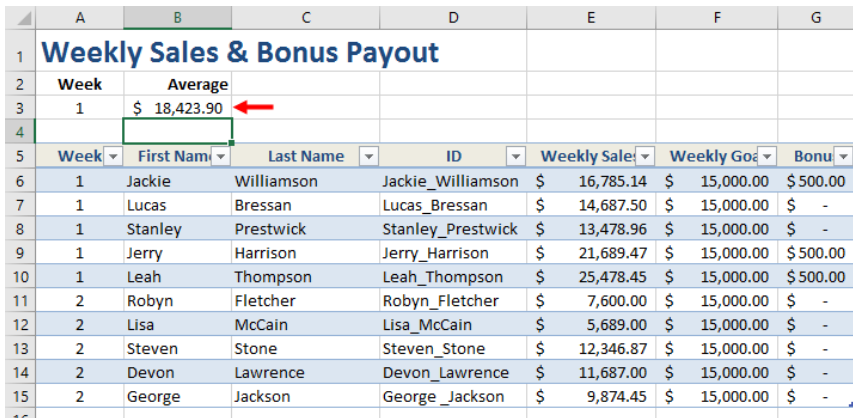 A B C D E F G
1 Weekly Sales & Bonus Payout
2 Week Average
3 1 $ 18,423.90
4
5 Week First Nam Last Name ID Weekly Sales Weekly Goa Bonu
6 1 Jackie Williamson Jackie_Williamson $ 16,785.14 $ 15,000.00 $ 500.00
7 1 Lucas Bressan Lucas_Bressan $ 14,687.50 $ 15,000.00 $ -
8 1 Stanley Prestwick Stanley_Prestwick $ 13,478.96 $ 15,000.00 $ -
9 1 Jerry Harrison Jerry_Harrison $ 21,689.47 $ 15,000.00 $ 500.00
10 1 Leah Thompson Leah_Thompson $ 25,478.45 $ 15,000.00 $ 500.00
11 2 Robyn Fletcher Robyn_Fletcher $ 7,600.00 $ 15,000.00 $ -
12 2 Lisa McCain Lisa_McCain $ 5,689.00 $ 15,000.00 $ -
13 2 Steven Stone Steven_Stone $ 12,346.87 $ 15,000.00 $ -
14 2 Devon Lawrence Devon_Lawrence $ 11,687.00 $ 15,000.00 $ -
15 2 George Jackson George _Jackson $ 9,874.45 $ 15,000.00 $ -